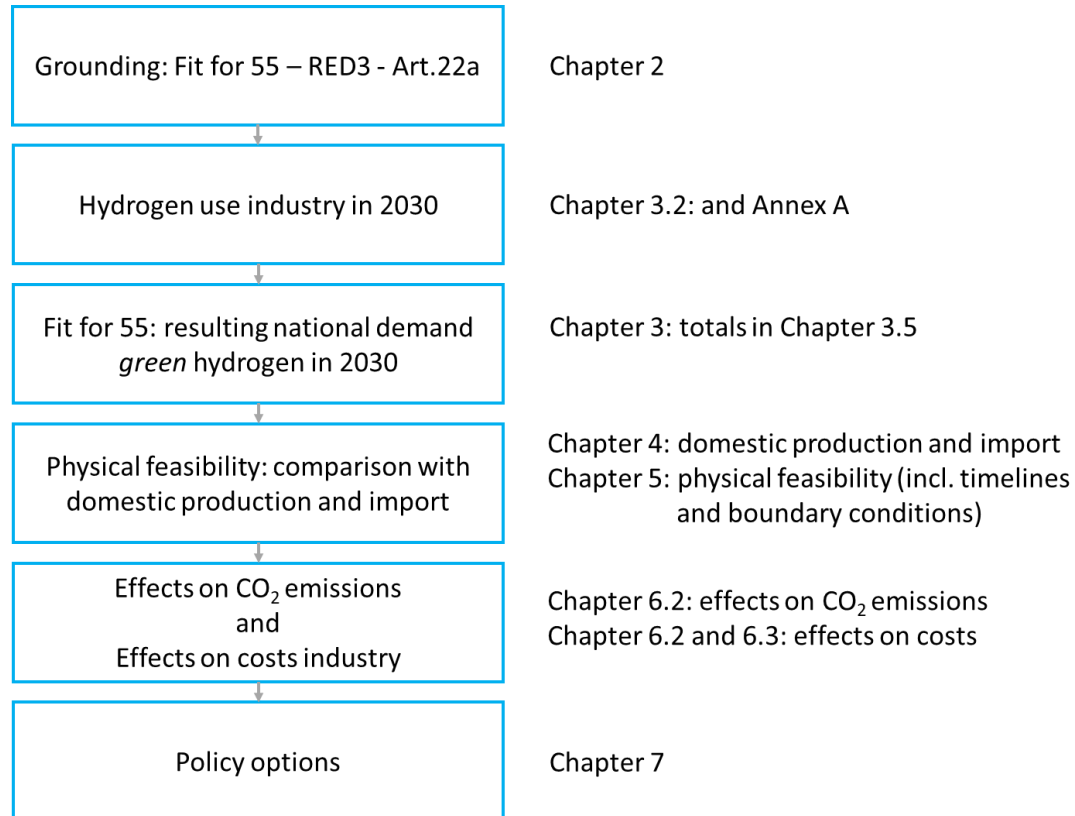 Grounding: Fit for 55 – RED3 - Art.22a
Chapter 2
Hydrogen use industry in 2030
Chapter 3.2: and Annex A
Fit for 55: resulting national demand
green hydrogen in 2030
Chapter 3: totals in Chapter 3.5
Physical feasibility: comparison with
domestic production and import
Chapter 4: domestic production and import
Chapter 5: physical feasibility (incl. timelines
and boundary conditions)
Effects on CO₂ emissions
and
Effects on costs industry
Chapter 6.2: effects on CO₂ emissions
Chapter 6.2 and 6.3: effects on costs
Policy options
Chapter 7